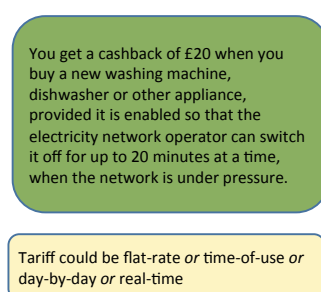 You get a cashback of £20 when you
buy a new washing machine,
dishwasher or other appliance,
provided it is enabled so that the
electricity network operator can switch
it off for up to 20 minutes at a time,
when the network is under pressure.
Tariff could be flat-rate or time-of-use or
day-by-day or real-time